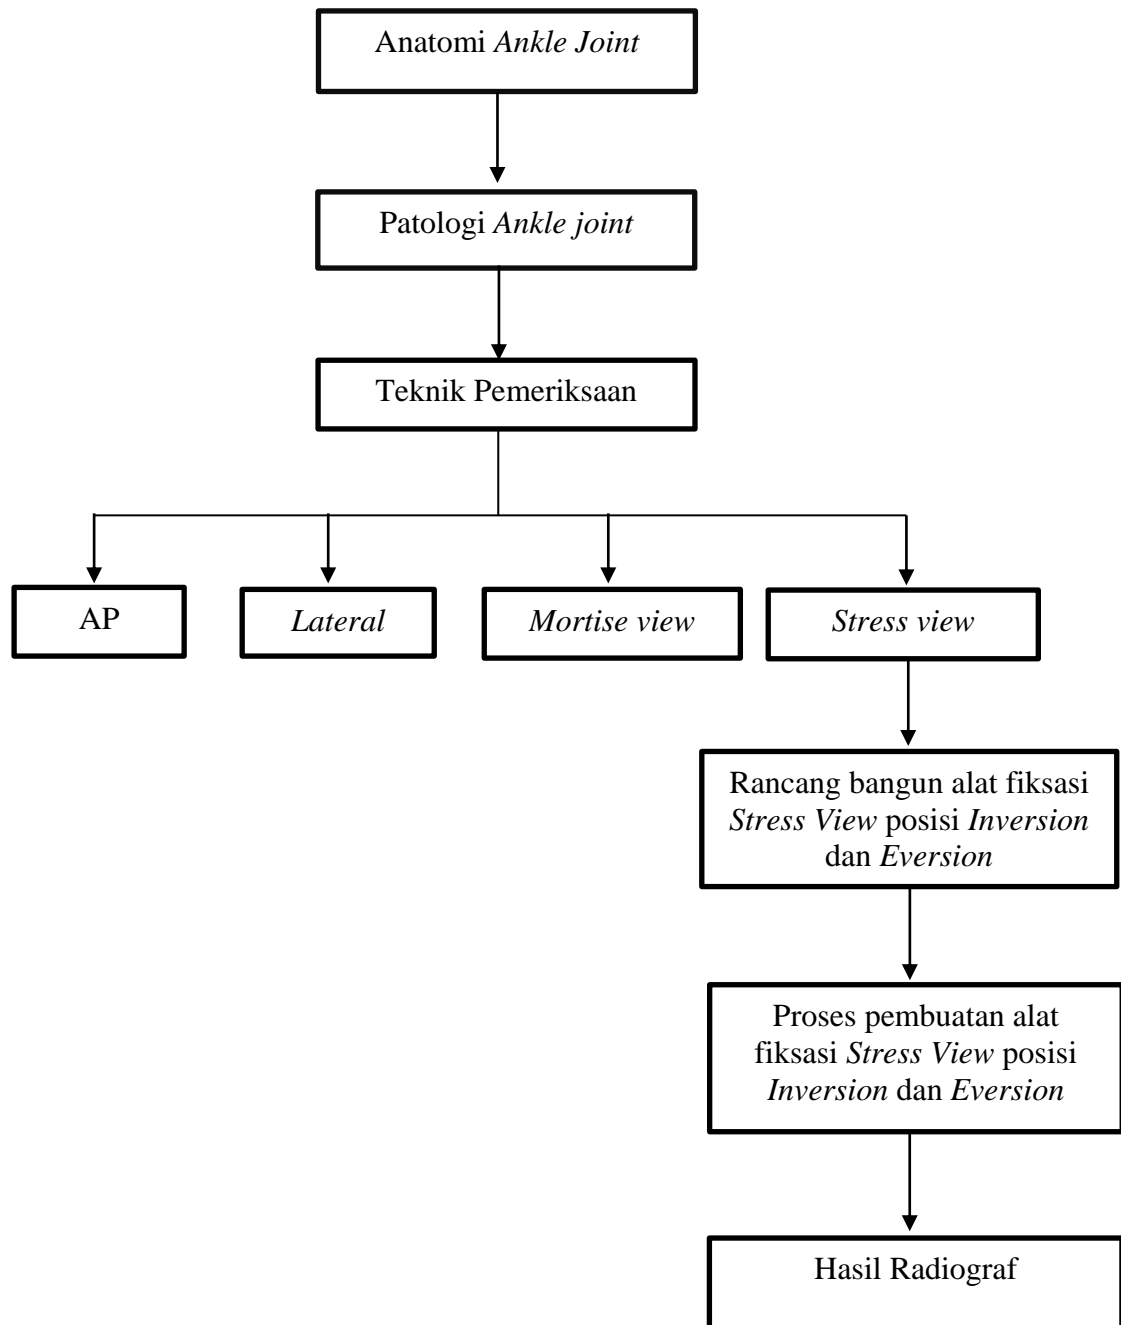 Anatomi Ankle Joint
Patologi Ankle joint
Teknik Pemeriksaan
AP
Lateral
Mortise view
Stress view
Rancang bangun alat fiksasi
Stress View posisi Inversion
dan Eversion
Proses pembuatan alat
fiksasi Stress View posisi
Inversion dan Eversion
Hasil Radiograf